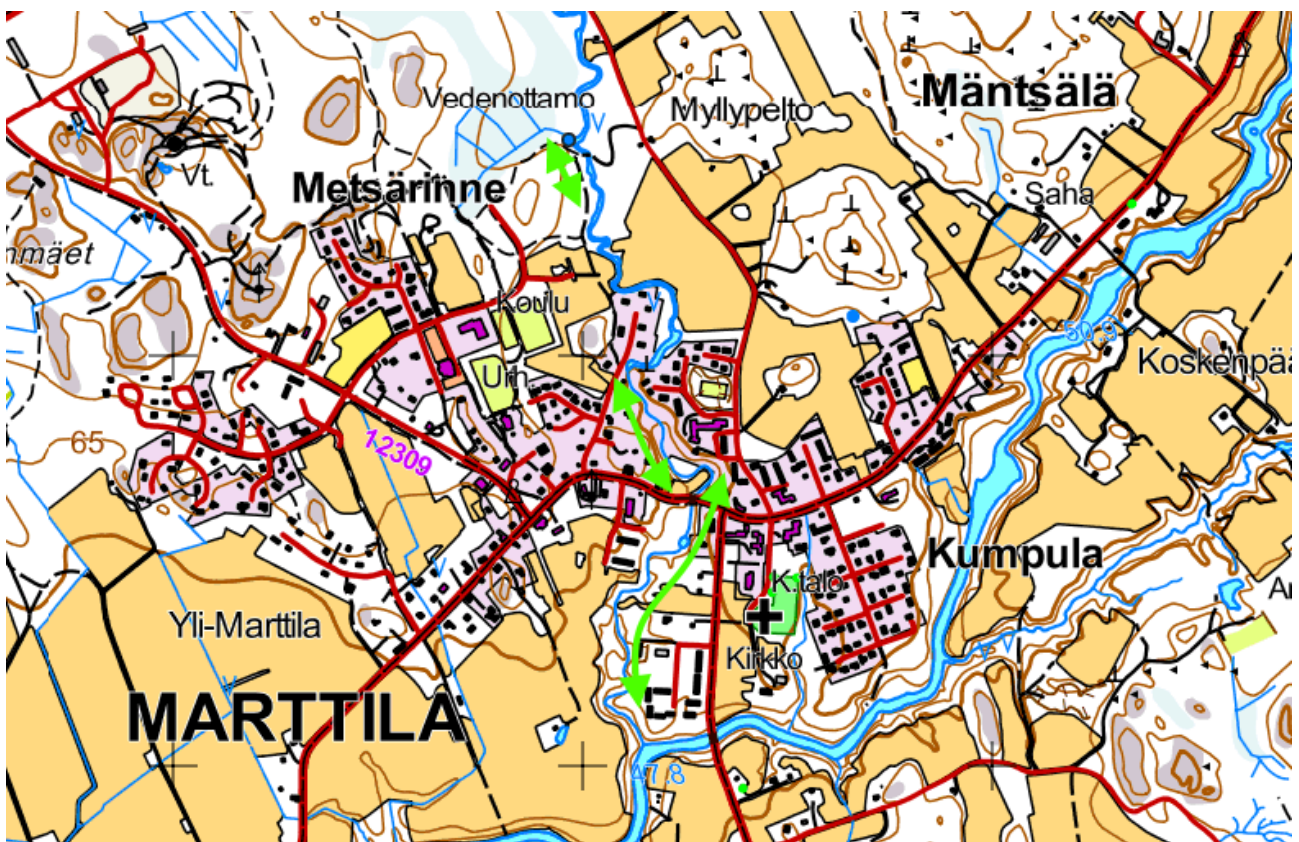 Vedenottamo
Mäntsälä
Myllypelto
Vt.
Metsärinne
Saha
Koulu
50.9
Koskenpää
Urh.
65
12309
Kumpula
K.talo
Yli-Marttila
Kirkko
MARTTILA
47.8